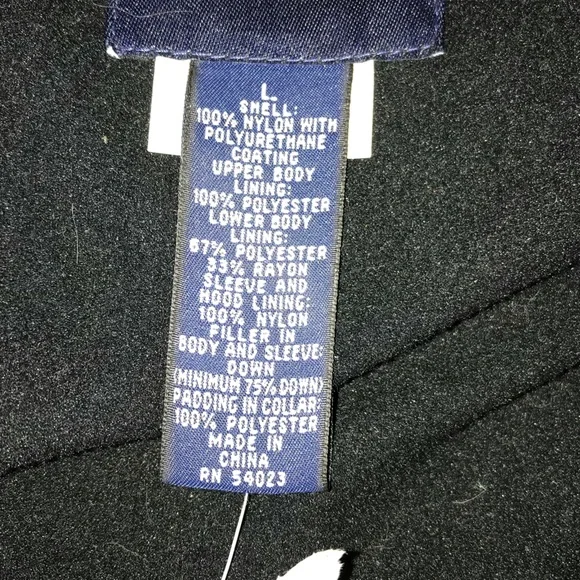 L
SHELL:
100% NYLON WITH
POLYURETHANE
COATING
UPPER BODY
LINING:
100% POLYESTER
LOWER BODY
LINING:
67% POLYESTER
33% RAYON
SLEEVE AND
HOOD LINING:
100% NYLON
FILLER IN
BODY AND SLEEVE:
DOWN
(MINIMUM 75% DOWN)
PADDING IN COLLAR:
100% POLYESTER
MADE IN
CHINA
RN 54023